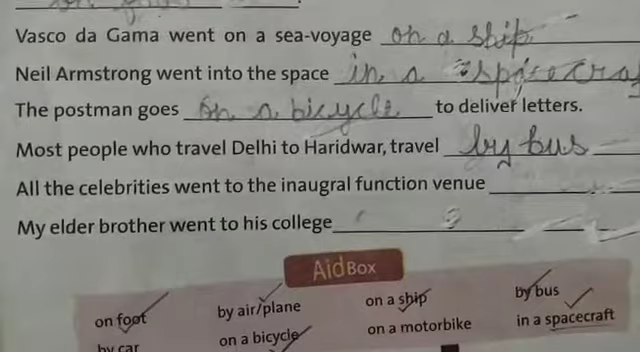 Vasco da Gama went on a sea-voyage on a ship
Neil Armstrong went into the space in a spacecraf
The postman goes on a bicycle to deliver letters.
Most people who travel Delhi to Haridwar, travel by bus
All the celebrities went to the inaugral function venue
My elder brother went to his college
Aid Box
on foot by air/plane on a ship by bus
by car on a bicycle on a motorbike in a spacecraft